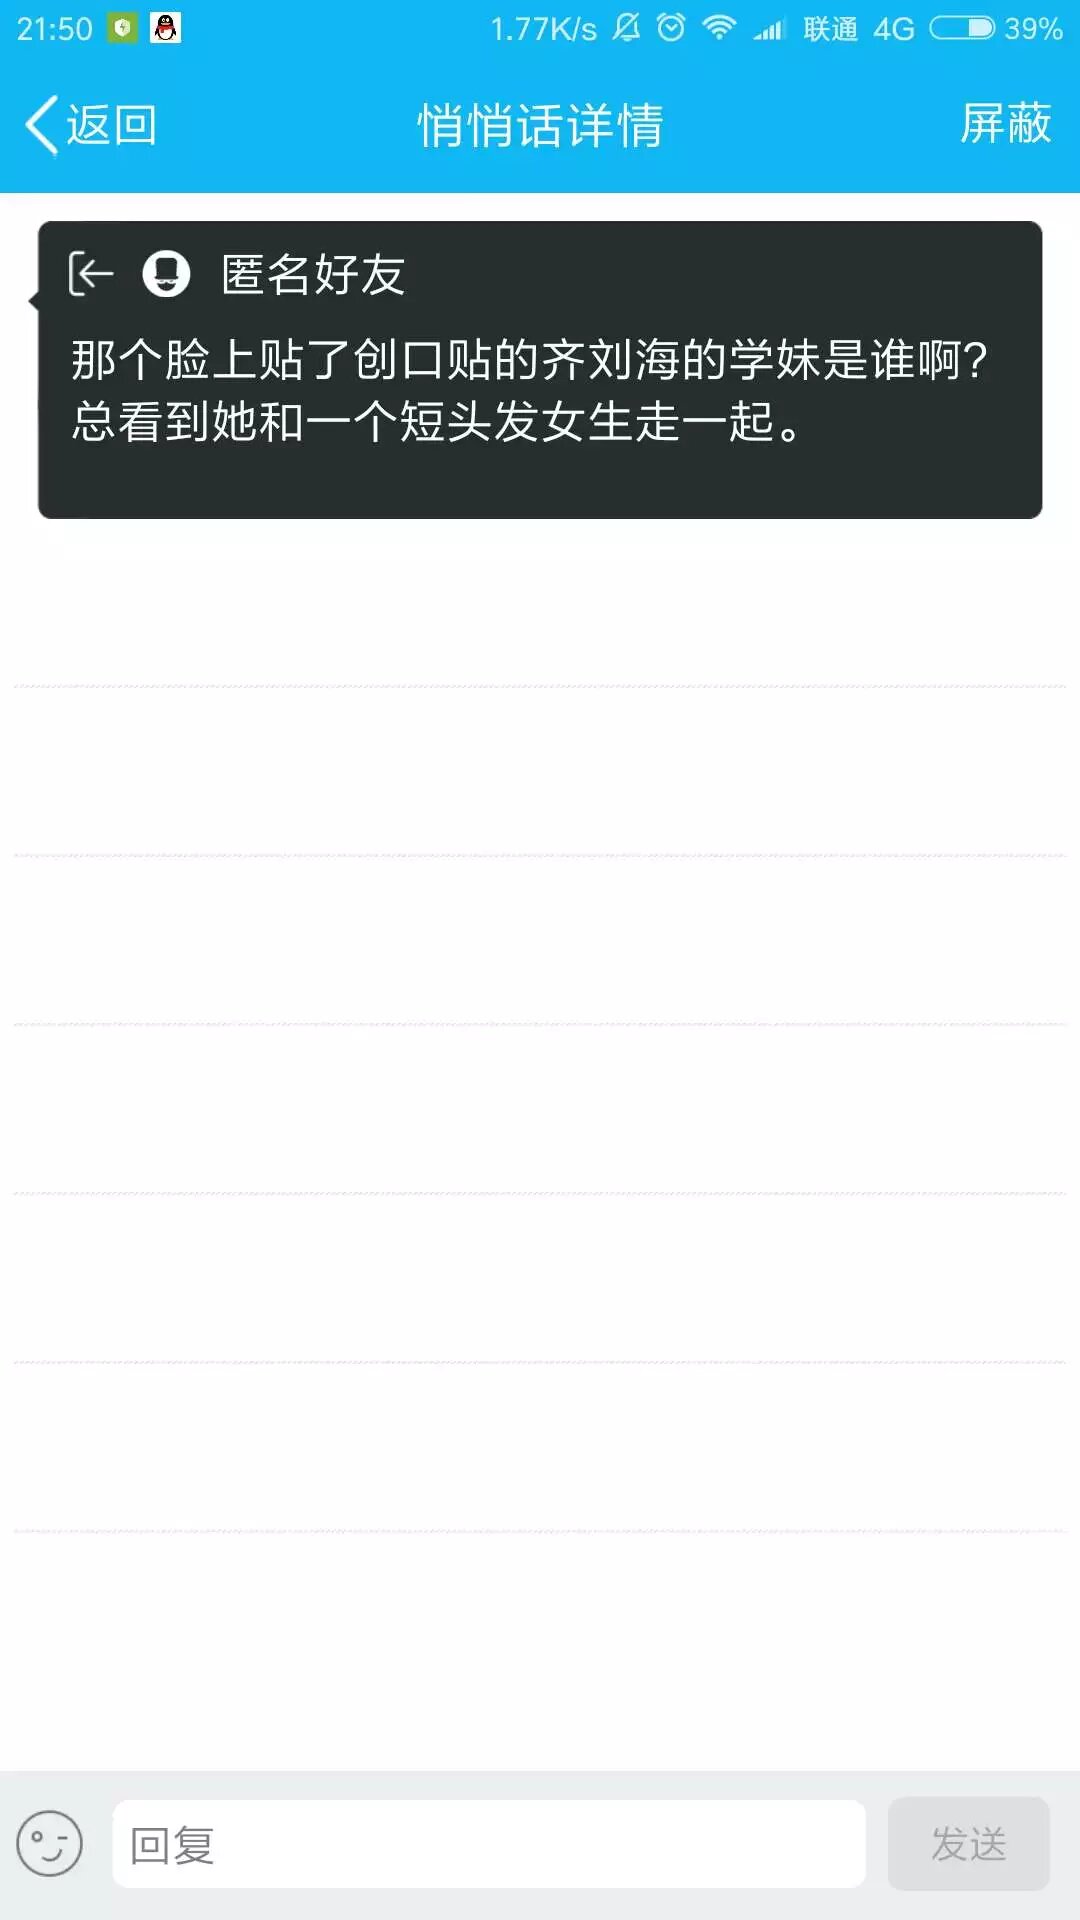 21:50 1.77K/s 联通 4G 39%
返回 悄悄话详情 屏蔽
匿名好友
那个脸上贴了创口贴的齐刘海的学妹是谁啊?
总看到她和一个短头发女生走一起。
回复 发送